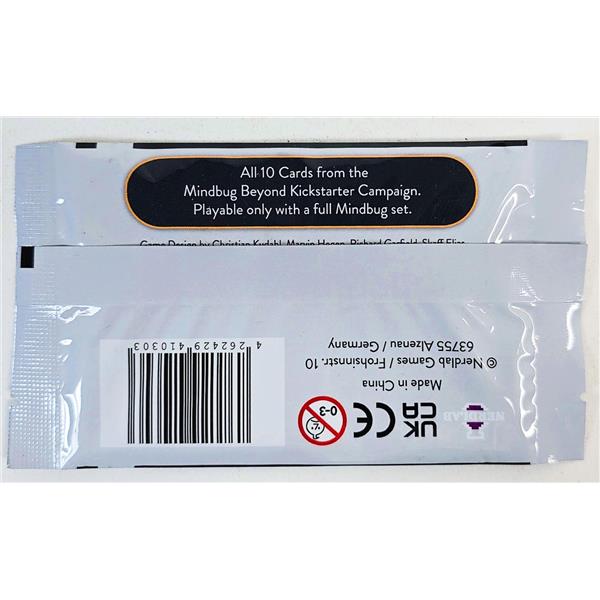 All 10 Cards from the
Mindbug Beyond Kickstarter Campaign.
Playable only with a full Mindbug set.
Game Design by Christian Kudahl, Marvin Hegen, Richard Garfield, Skaff Elias
© Nerdlab Games / Frohsinnstr. 10
63755 Alzenau / Germany
Made in China
NERDLAB
UK
CA
CE
0-3
4 262429 410303